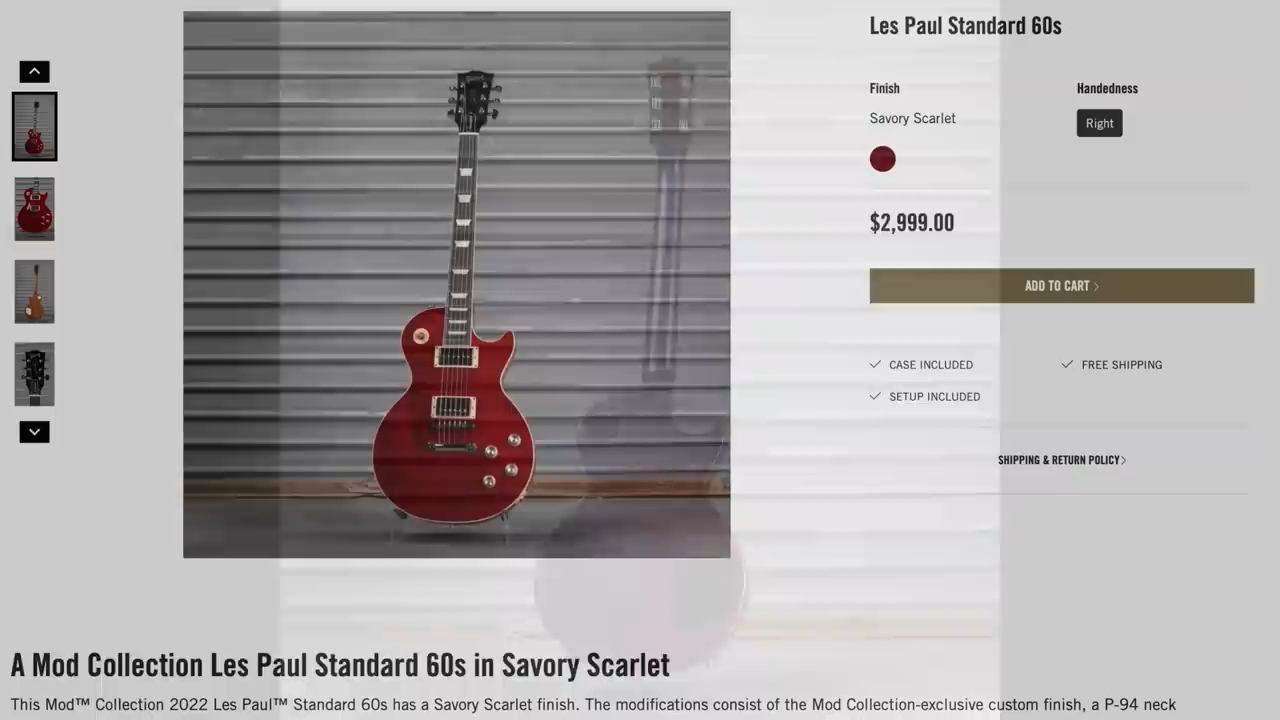 Les Paul Standard 60s
Finish
Handedness
Savory Scarlet
Right
$2,999.00
ADD TO CART >
CASE INCLUDED
FREE SHIPPING
SETUP INCLUDED
SHIPPING & RETURN POLICY >
A Mod Collection Les Paul Standard 60s in Savory Scarlet
This Mod™ Collection 2022 Les Paul™ Standard 60s has a Savory Scarlet finish. The modifications consist of the Mod Collection-exclusive custom finish, a P-94 neck